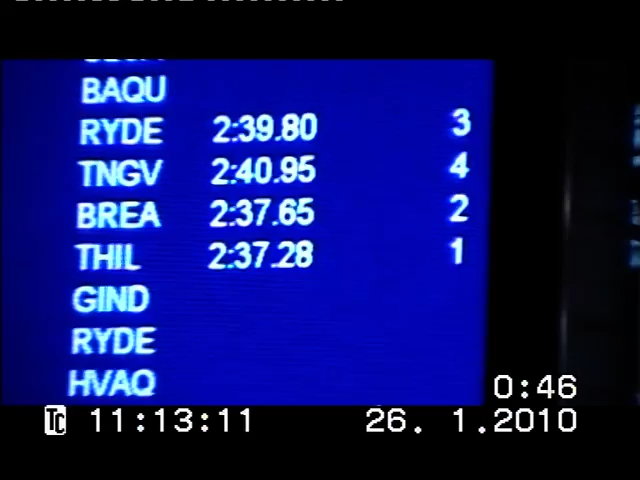 BAQU
RYDE 2:39.80 3
TNGV 2:40.95 4
BREA 2:37.65 2
THIL 2:37.28 1
GIND
RYDE
HVAQ
0:46
TC 11:13:11 26. 1.2010